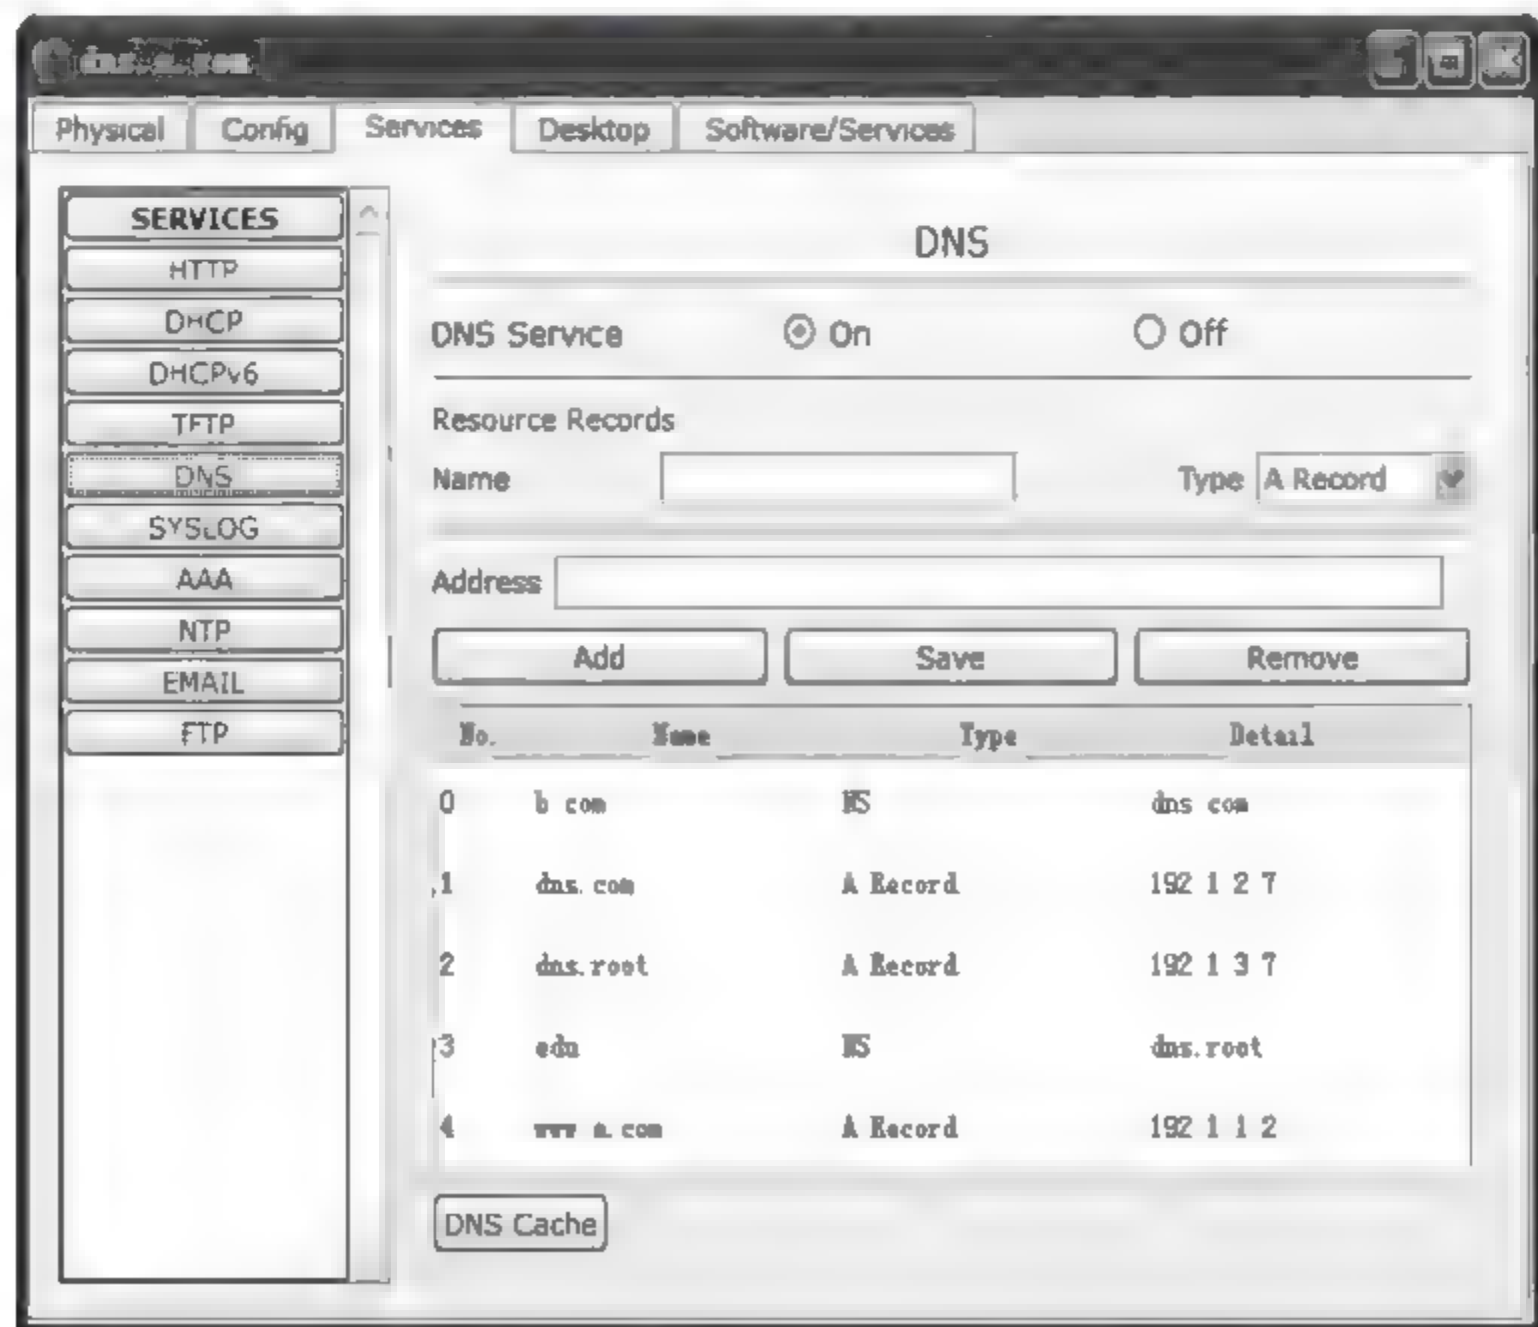 dns.a.com
Physical Config Services Desktop Software/Services
SERVICES
HTTP
DHCP
DHCPv6
TFTP
DNS
SYSLOG
AAA
NTP
EMAIL
FTP
DNS
DNS Service On Off
Resource Records
Name Type A Record
Address
Add Save Remove
No. Name Type Detail
0 b com NS dns com
1 dns.com A Record 192 1 2 7
2 dns.root A Record 192 1 3 7
3 edu NS dns.root
4 www a.com A Record 192 1 1 2
DNS Cache